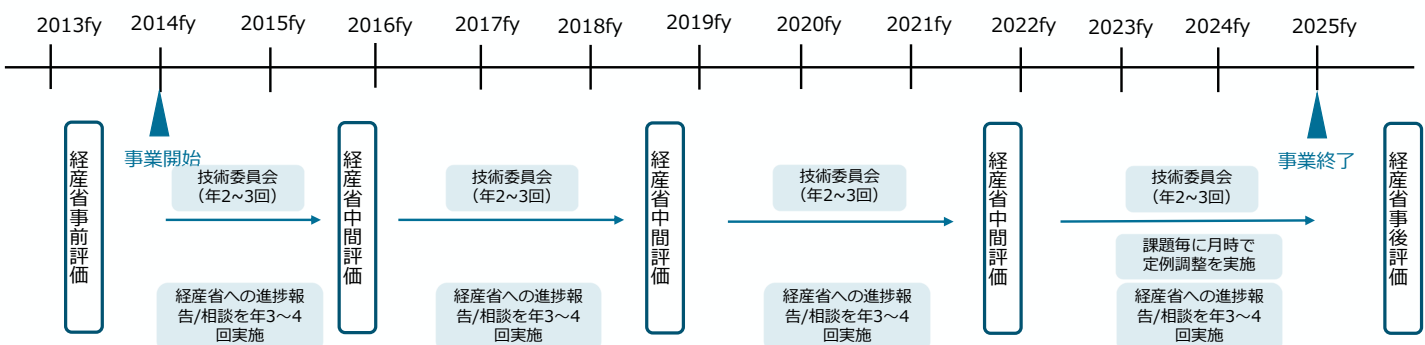 2013fy
2014fy
2015fy
2016fy
2017fy
2018fy
2019fy
2020fy
2021fy
2022fy
2023fy
2024fy
2025fy
事業開始
事業終了
経産省事前評価
技術委員会
（年2~3回）
経産省への進捗報
告/相談を年3～4
回実施
経産省中間評価
技術委員会
（年2~3回）
経産省への進捗報
告/相談を年3～4
回実施
経産省中間評価
技術委員会
（年2~3回）
経産省への進捗報
告/相談を年3～4
回実施
経産省中間評価
技術委員会
（年2~3回）
課題毎に月時で
定例調整を実施
経産省への進捗報
告/相談を年3～4
回実施
経産省事後評価